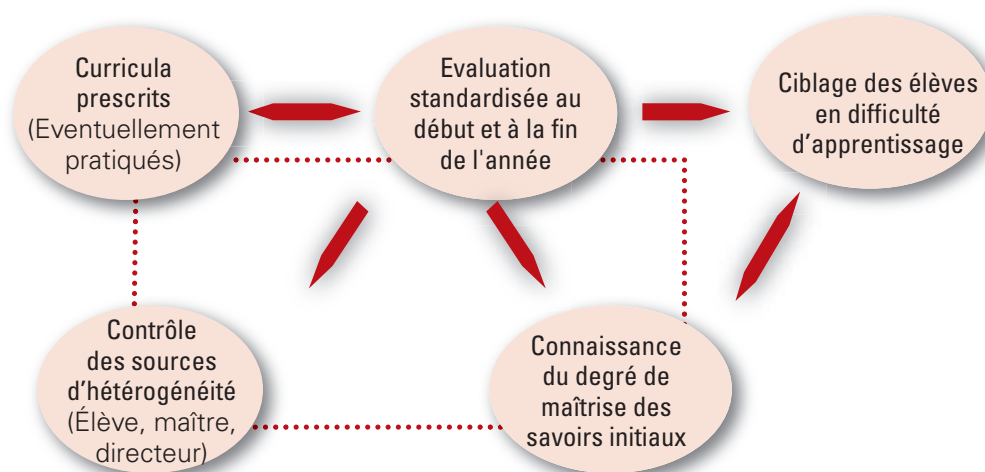 Curricula
prescrits
(Eventuellement
pratiqués)
Evaluation
standardisée au
début et à la fin
de l'année
Ciblage des élèves
en difficulté
d’apprentissage
Contrôle
des sources
d’hétérogénéité
(Élève, maître,
directeur)
Connaissance
du degré de
maîtrise des
savoirs initiaux